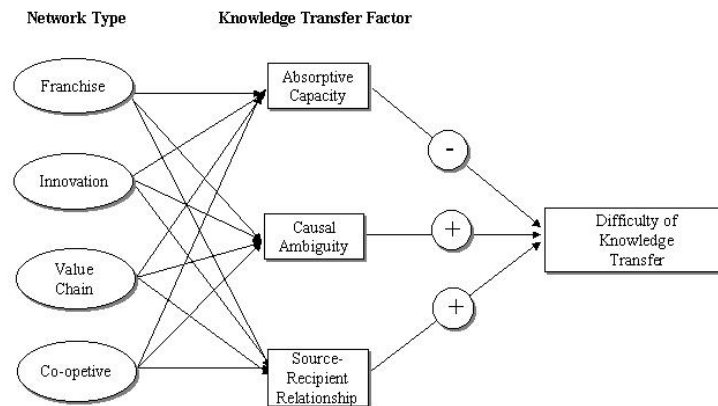 Network Type
Knowledge Transfer Factor
Franchise
Absorptive
Capacity
-
Innovation
Causal
Ambiguity
+
Difficulty of
Knowledge
Transfer
Value
Chain
+
Co-opetive
Source-
Recipient
Relationship